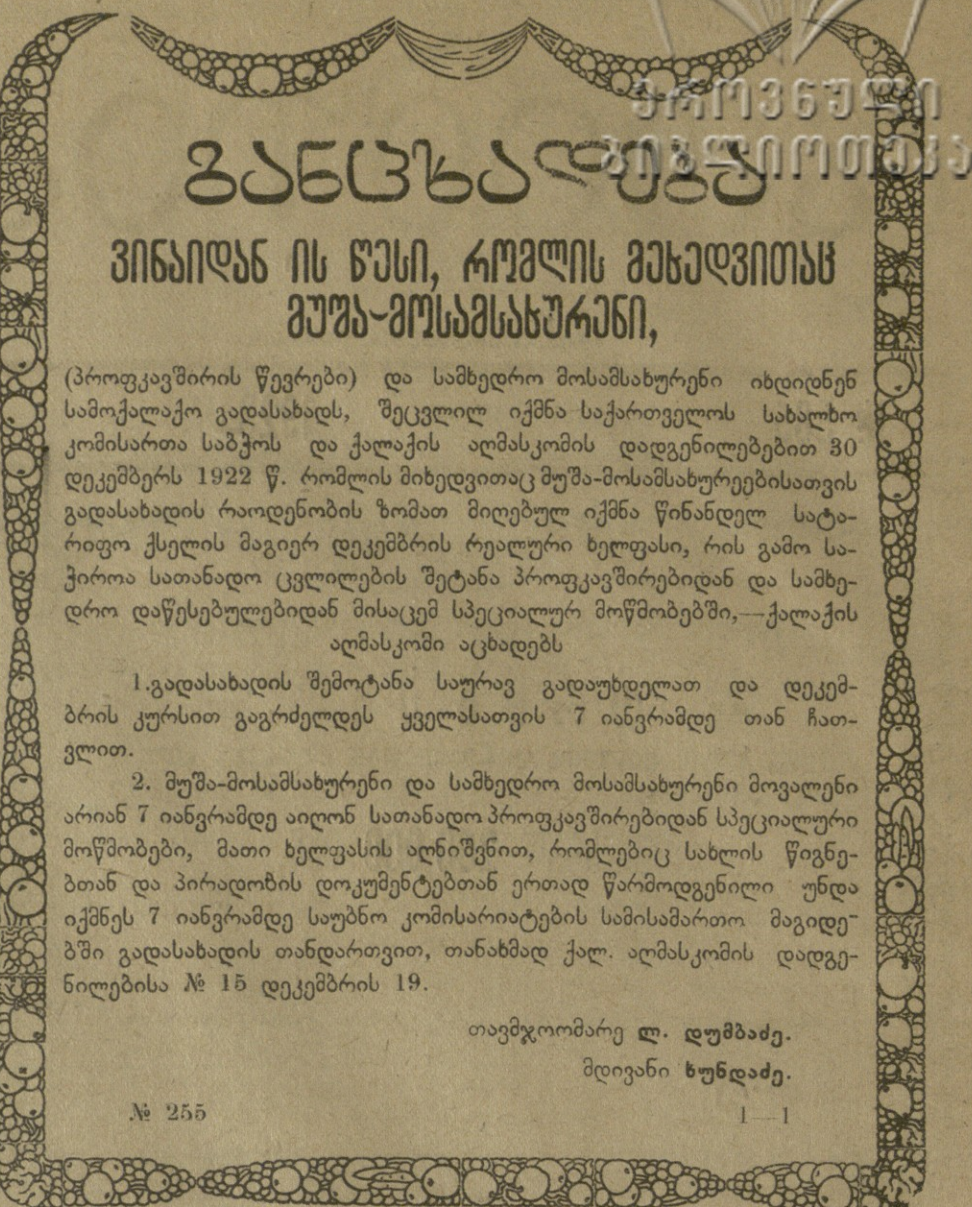 ეროვნული
ბიბლიოთეკა
განცხადება
ვინაიდან ის წესი, რომლის მეხედვითაც
მუშა-მოსამსახურენი,
(პროფკავშირის წევრები) და სამხედრო მოსამსახურენი იხდიდნენ
სამოქალაქო გადასახადს, შეცვლილ იქმნა საქართველოს სახალხო
კომისართა საბჭოს და ქალაქის აღმასკომის დადგენილებებით 30
დეკემბერს 1922 წ. რომლის მიხედვითაც მუშა-მოსამსახურეებისათვის
გადასახადის რაოდენობის ზომათ მიღებულ იქმნა წინანდელ სატა-
რიფო ქსელის მაგიერ დეკემბრის რეალური ხელფასი, რის გამო სა-
ჭიროა სათანადო ცვლილების შეტანა პროფკავშირებიდან და სამხე-
დრო დაწესებულებიდან მისაცემ სპეციალურ მოწმობებში,—ქალაქის
აღმასკომი აცხადებს
1.გადასახადის შემოტანა საურავ გადაუხდელათ და დეკემ-
ბრის კურსით გაგრძელდეს ყველასათვის 7 იანვრამდე თან ჩათ-
ვლით.
2. მუშა-მოსამსახურენი და სამხედრო მოსამსახურენი მოვალენი
არიან 7 იანვრამდე აიღონ სათანადო პროფკავშირებიდან სპეციალური
მოწმობები, მათი ხელფასის აღნიშვნით, რომლებიც სახლის წიგნე-
ბთან და პირადობის დოკუმენტებთან ერთად წარმოდგენილი უნდა
იქმნეს 7 იანვრამდე საუბნო კომისარიატების სამისამართო მაგიდე-
ბში გადასახადის თანდართვით, თანახმად ქალ. აღმასკომის დადგე-
ნილებისა № 15 დეკემბრის 19.
თავმჯოომარე ლ. დუმბაძე.
მდივანი ხუნდაძე.
№ 255 1—1